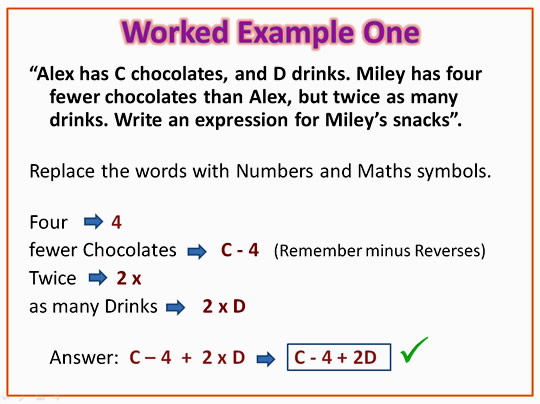 Worked Example One
“Alex has C chocolates, and D drinks. Miley has four
fewer chocolates than Alex, but twice as many
drinks. Write an expression for Miley’s snacks”.
Replace the words with Numbers and Maths symbols.
Four 4
fewer Chocolates C - 4 (Remember minus Reverses)
Twice 2 x
as many Drinks 2 x D
Answer: C – 4 + 2 x D C - 4 + 2D